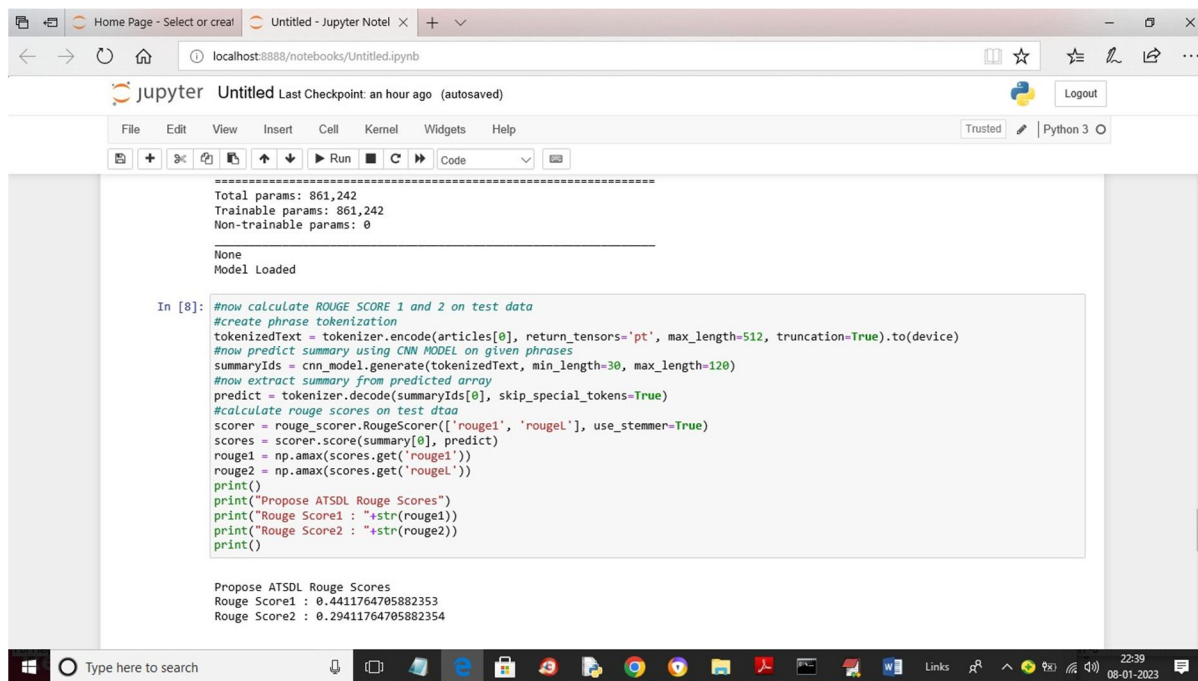 Home Page - Select or creat
Untitled - Jupyter Notel
localhost:8888/notebooks/Untitled.ipynb
jupyter Untitled Last Checkpoint: an hour ago (autosaved)
Logout
File Edit View Insert Cell Kernel Widgets Help
Trusted Python 3
Run Code
=================================================================
Total params: 861,242
Trainable params: 861,242
Non-trainable params: 0
_________________________________________________________________
None
Model Loaded
In [8]: #now calculate ROUGE SCORE 1 and 2 on test data
#create phrase tokenization
tokenizedText = tokenizer.encode(articles[0], return_tensors='pt', max_length=512, truncation=True).to(device)
#now predict summary using CNN MODEL on given phrases
summaryIds = cnn_model.generate(tokenizedText, min_length=30, max_length=120)
#now extract summary from predicted array
predict = tokenizer.decode(summaryIds[0], skip_special_tokens=True)
#calculate rouge scores on test dtaa
scorer = rouge_scorer.RougeScorer(['rouge1', 'rougeL'], use_stemmer=True)
scores = scorer.score(summary[0], predict)
rouge1 = np.amax(scores.get('rouge1'))
rouge2 = np.amax(scores.get('rougeL'))
print()
print("Propose ATSDL Rouge Scores")
print("Rouge Score1 : "+str(rouge1))
print("Rouge Score2 : "+str(rouge2))
print()
Propose ATSDL Rouge Scores
Rouge Score1 : 0.4411764705882353
Rouge Score2 : 0.29411764705882354
Type here to search
Links
22:39
08-01-2023